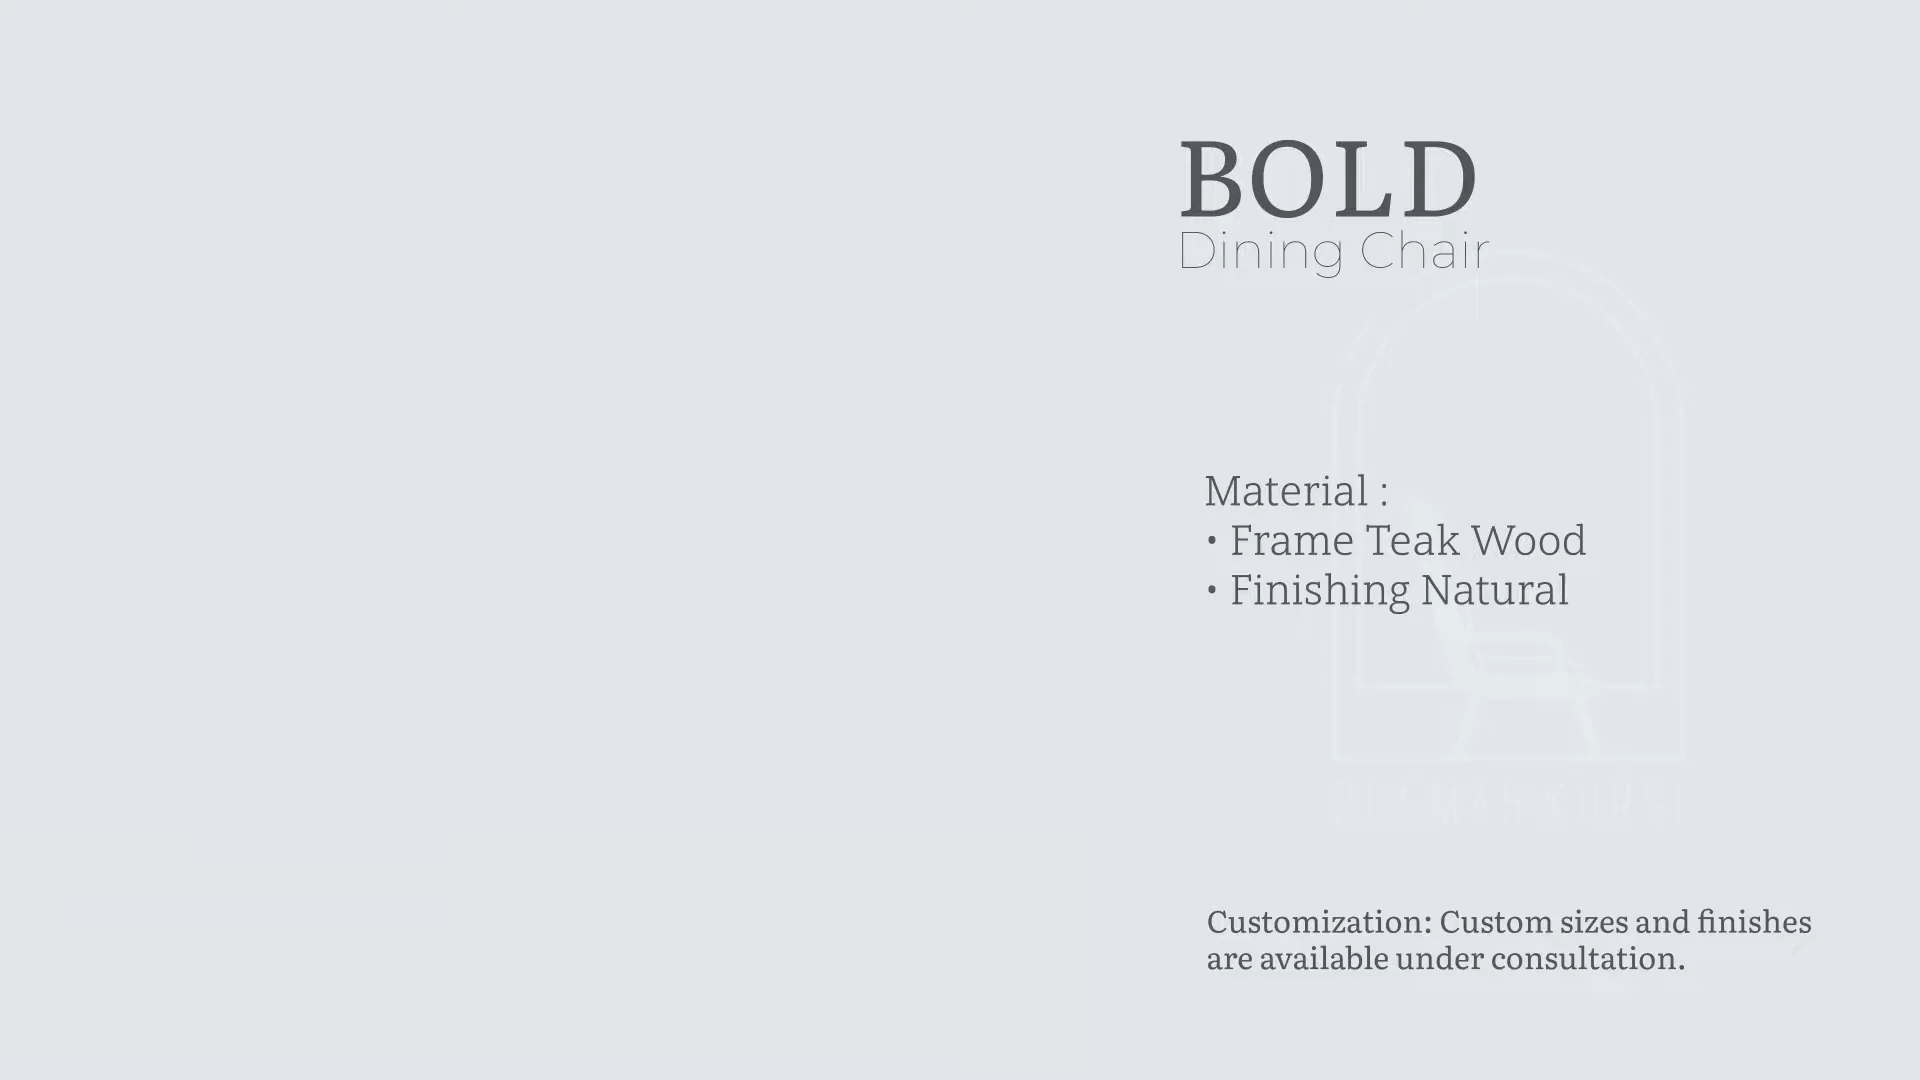 BOLD
Dining Chair
Material :
• Frame Teak Wood
• Finishing Natural
Customization: Custom sizes and finishes
are available under consultation.